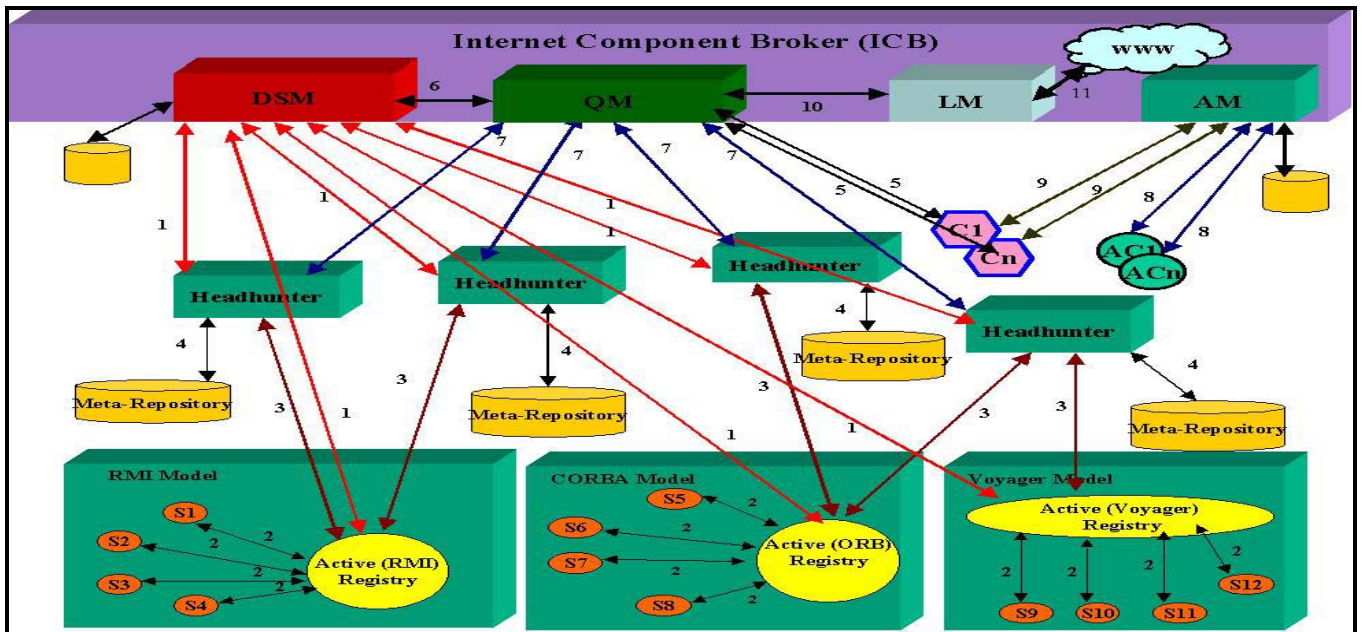 Internet Component Broker (ICB)
WWW
DSM
6
QM
10
LM
11
AM
7
7
7
7
5
5
9
9
8
8
1
1
1
1
C1
Cn
AC1
ACn
Headhunter
Headhunter
Headhunter
Headhunter
4
4
4
4
Meta-Repository
Meta-Repository
Meta-Repository
Meta-Repository
3
3
3
3
3
1
1
1
RMI Model
S1
S2
S3
S4
2
2
2
2
Active (RMI)
Registry
CORBA Model
S5
S6
S7
S8
2
2
2
2
Active (ORB)
Registry
Voyager Model
Active (Voyager)
Registry
2
2
2
2
S9
S10
S11
S12